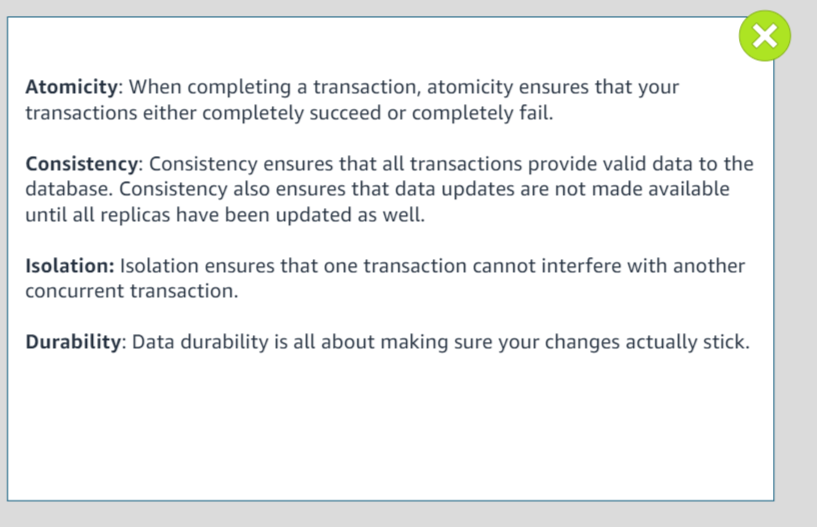 Atomicity: When completing a transaction, atomicity ensures that your
transactions either completely succeed or completely fail.
Consistency: Consistency ensures that all transactions provide valid data to the
database. Consistency also ensures that data updates are not made available
until all replicas have been updated as well.
Isolation: Isolation ensures that one transaction cannot interfere with another
concurrent transaction.
Durability: Data durability is all about making sure your changes actually stick.